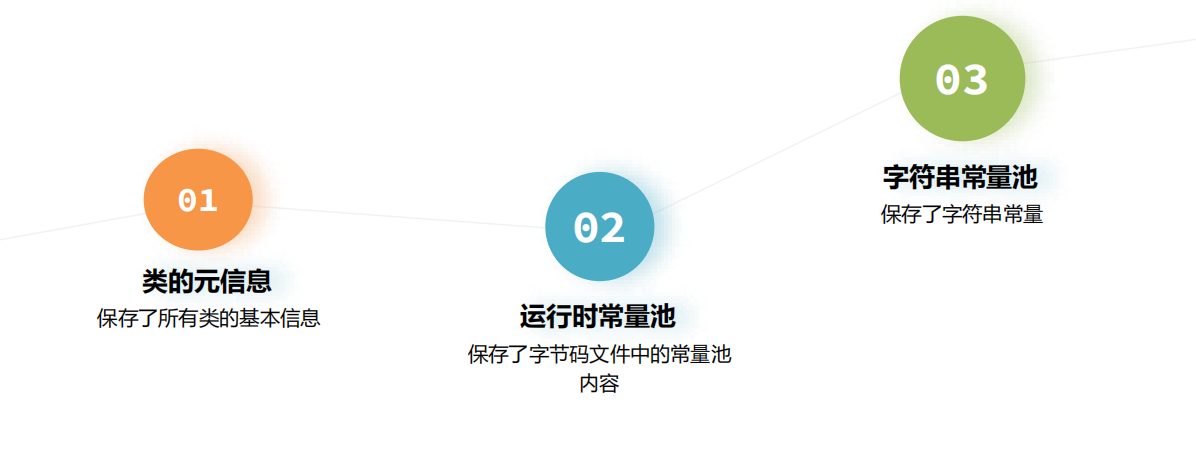 01
类的元信息
保存了所有类的基本信息
02
运行时常量池
保存了字节码文件中的常量池
内容
03
字符串常量池
保存了字符串常量